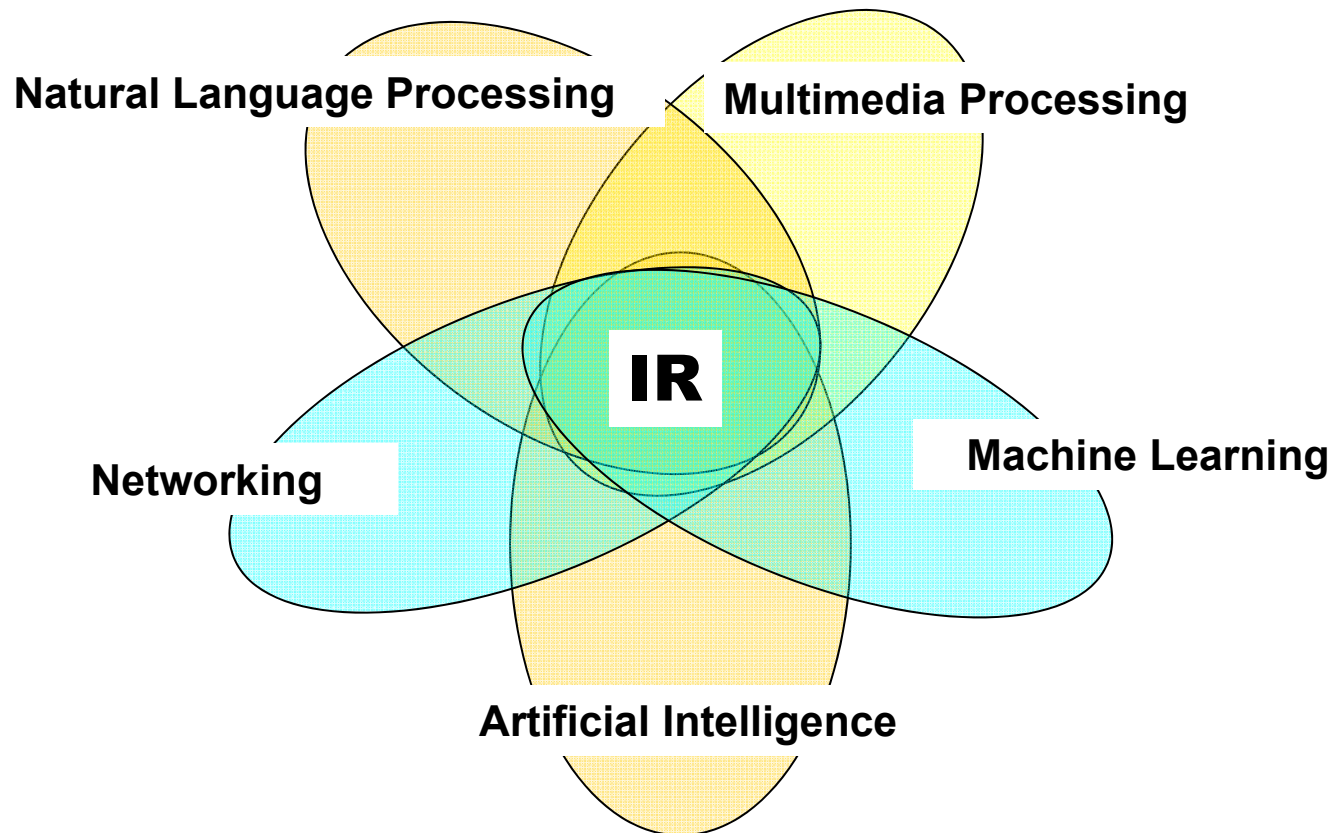 Natural Language Processing
Multimedia Processing
IR
Machine Learning
Networking
Artificial Intelligence